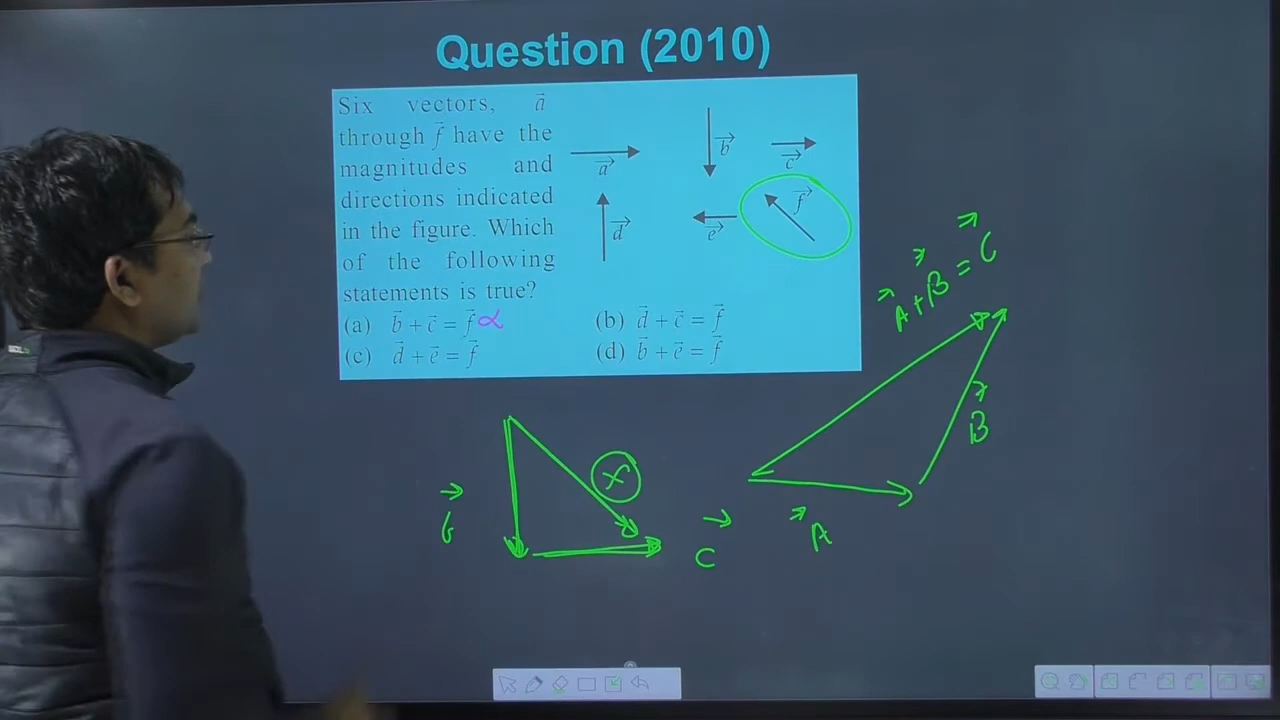 Question (2010)
Six vectors, a⃗
through f⃗ have the
magnitudes and
directions indicated
in the figure. Which
of the following
statements is true?
(a) b⃗ + c⃗ = f⃗ α
(b) d⃗ + c⃗ = f⃗
(c) d⃗ + e⃗ = f⃗
(d) b⃗ + e⃗ = f⃗
a⃗
b⃗
c⃗
d⃗
e⃗
f⃗
A⃗ + B⃗ = C⃗
B⃗
A⃗
b⃗
x
C⃗